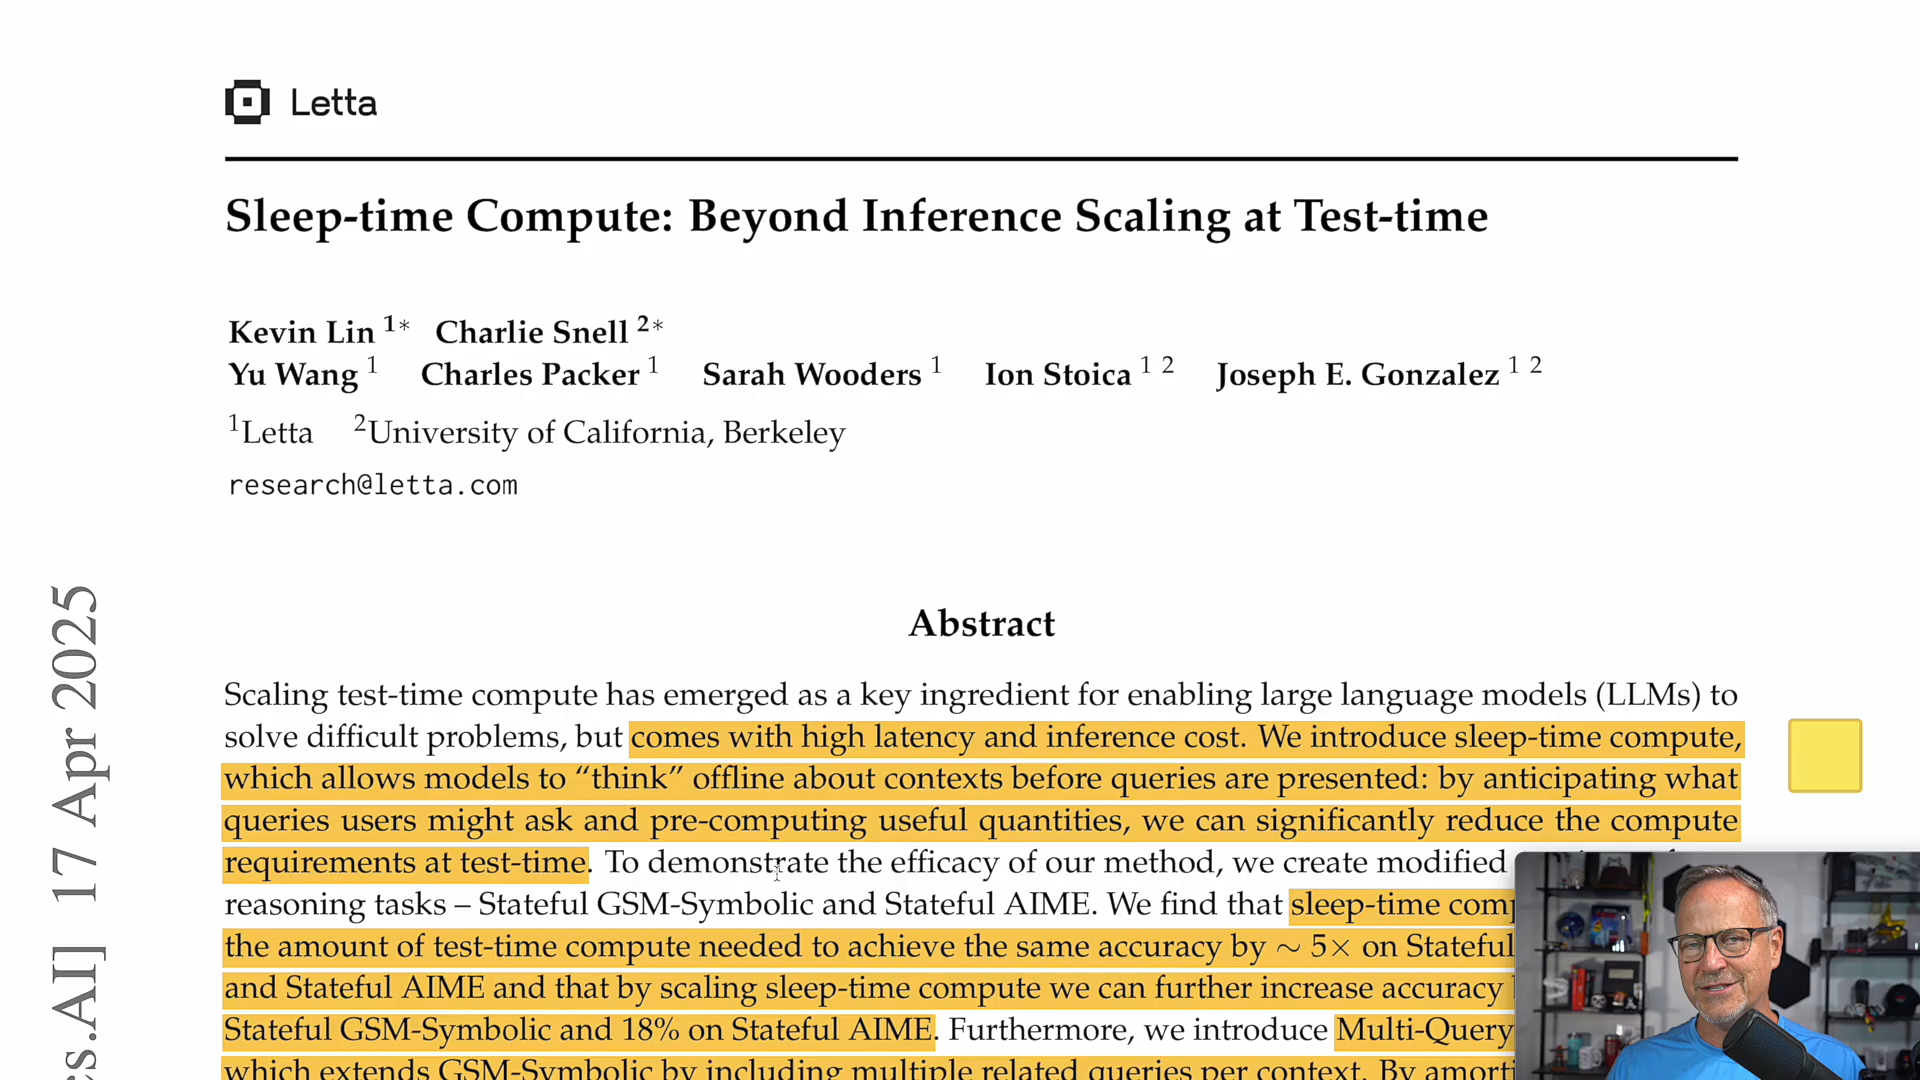 Letta
Sleep-time Compute: Beyond Inference Scaling at Test-time
Kevin Lin 1* Charlie Snell 2*
Yu Wang 1 Charles Packer 1 Sarah Wooders 1 Ion Stoica 1 2 Joseph E. Gonzalez 1 2
1Letta 2University of California, Berkeley
research@letta.com
Abstract
Scaling test-time compute has emerged as a key ingredient for enabling large language models (LLMs) to
solve difficult problems, but comes with high latency and inference cost. We introduce sleep-time compute,
which allows models to “think” offline about contexts before queries are presented: by anticipating what
queries users might ask and pre-computing useful quantities, we can significantly reduce the compute
requirements at test-time. To demonstrate the efficacy of our method, we create modified
reasoning tasks – Stateful GSM-Symbolic and Stateful AIME. We find that sleep-time
the amount of test-time compute needed to achieve the same accuracy by ∼ 5× on Stateful
and Stateful AIME and that by scaling sleep-time compute we can further increase accuracy
Stateful GSM-Symbolic and 18% on Stateful AIME. Furthermore, we introduce Multi-Query
which extends GSM-Symbolic by including multiple related queries per context. By
cs.AI] 17 Apr 2025